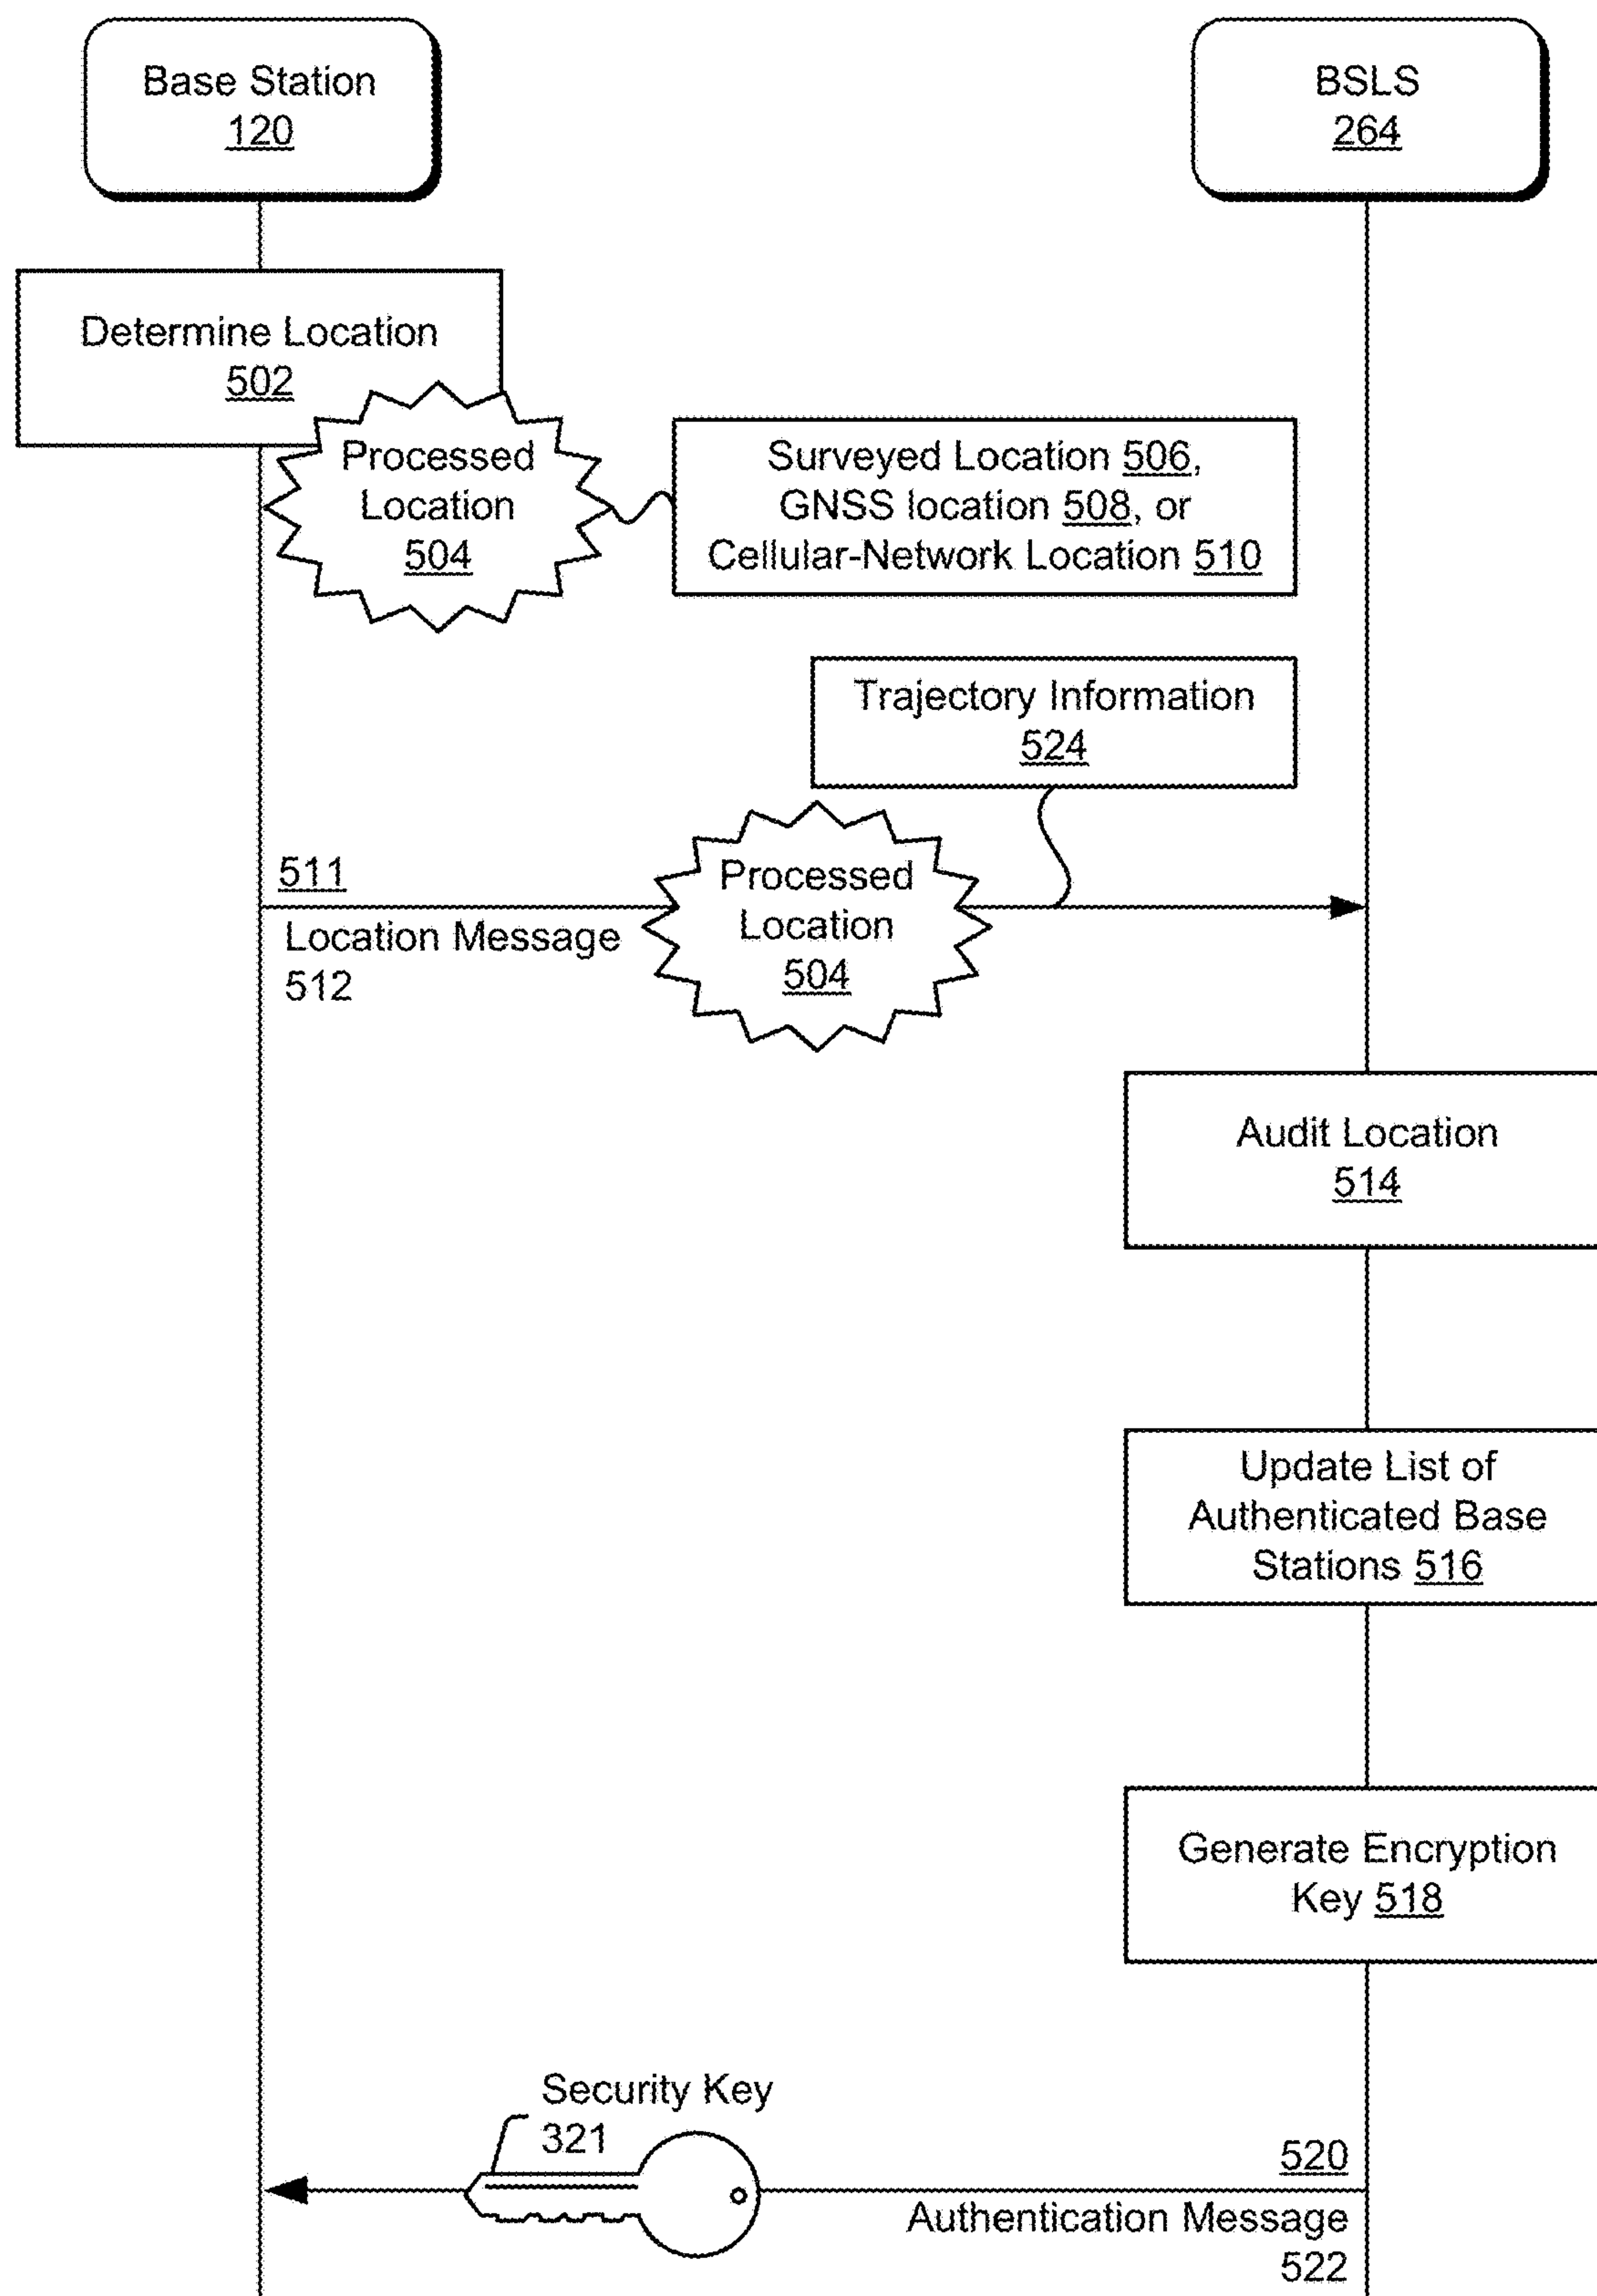 Base Station
120
BSLS
264
Determine Location
502
Processed
Location
504
Surveyed Location 506,
GNSS location 508, or
Cellular-Network Location 510
Trajectory Information
524
511
Location Message
512
Processed
Location
504
Audit Location
514
Update List of
Authenticated Base
Stations 516
Generate Encryption
Key 518
Security Key
321
520
Authentication Message
522